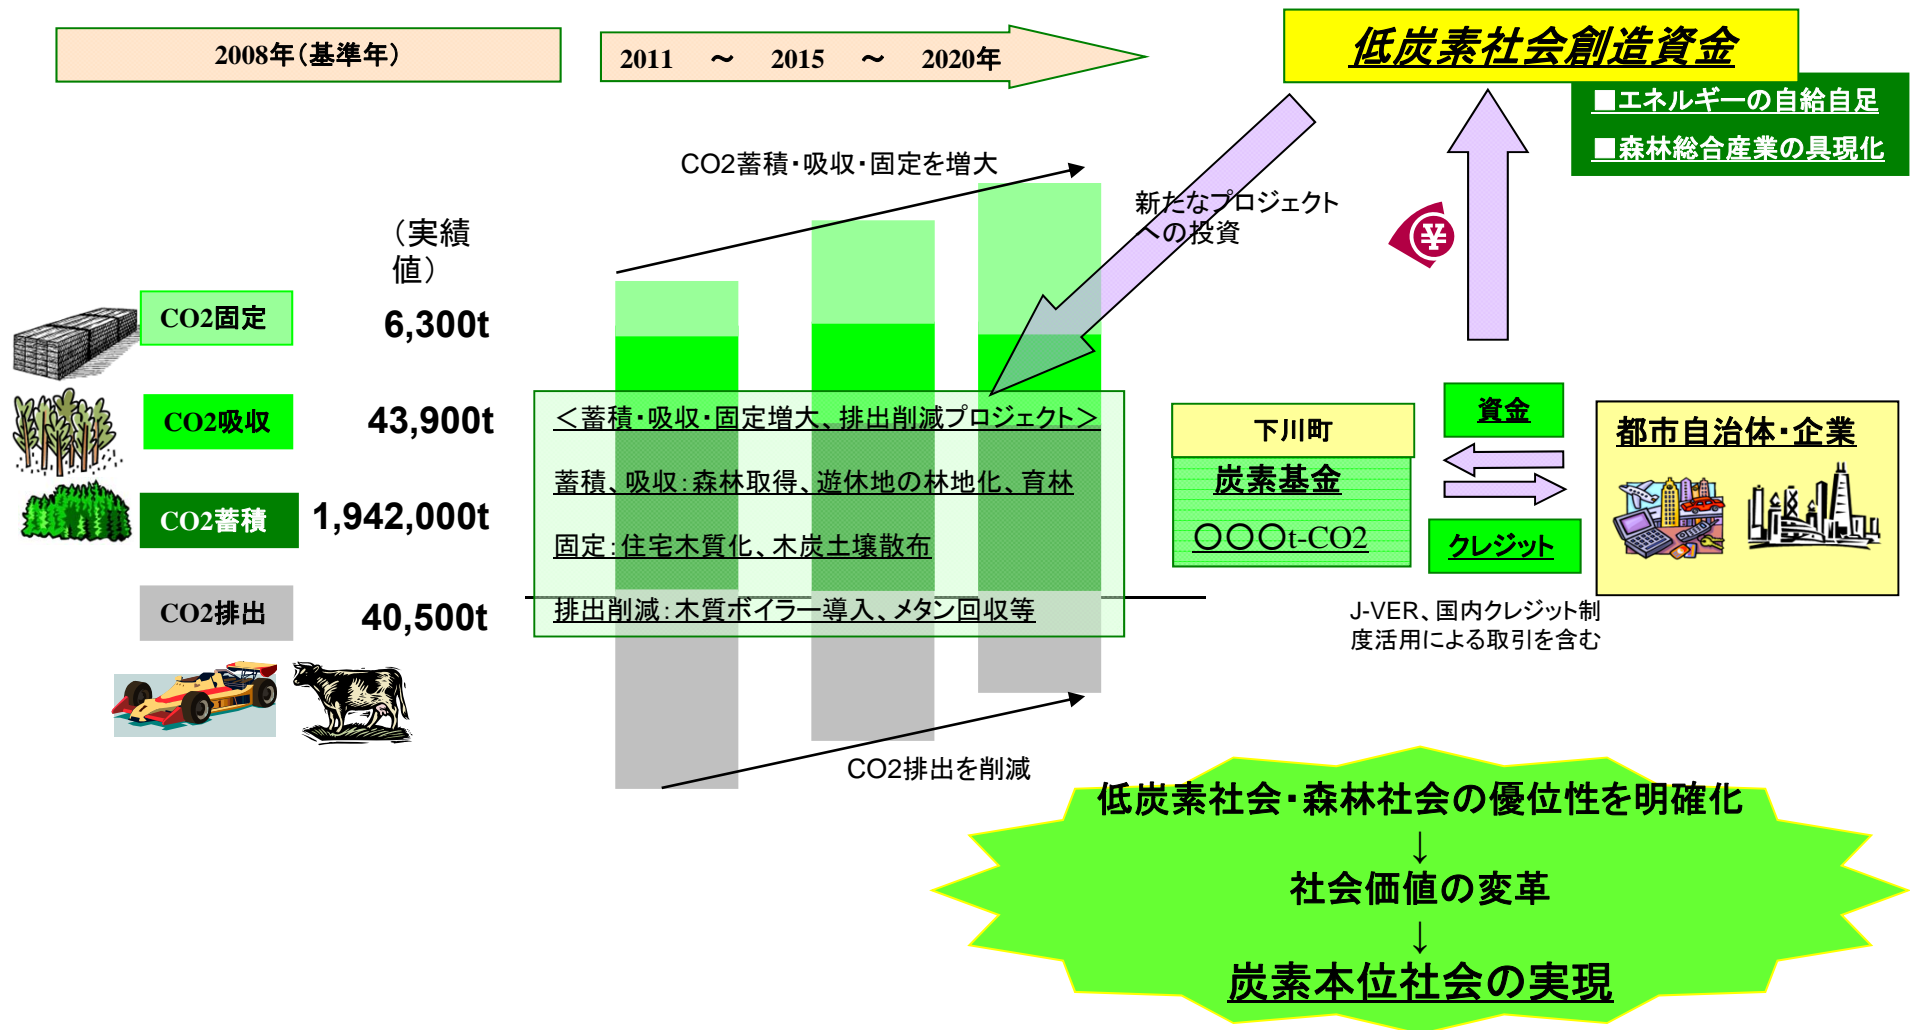 2008年(基準年)
2011 ～ 2015 ～ 2020年
低炭素社会創造資金
■エネルギーの自給自足
■森林総合産業の具現化
CO2蓄積・吸収・固定を増大
新たなプロジェクト
への投資
¥
（実績
値）
CO2固定
6,300t
CO2吸収
43,900t
CO2蓄積
1,942,000t
CO2排出
40,500t
＜蓄積・吸収・固定増大、排出削減プロジェクト＞
蓄積、吸収：森林取得、遊休地の林地化、育林
固定：住宅木質化、木炭土壌散布
排出削減：木質ボイラー導入、メタン回収等
CO2排出を削減
下川町
炭素基金
〇〇〇t-CO2
資金
クレジット
都市自治体・企業
J-VER、国内クレジット制
度活用による取引を含む
低炭素社会・森林社会の優位性を明確化
↓
社会価値の変革
↓
炭素本位社会の実現